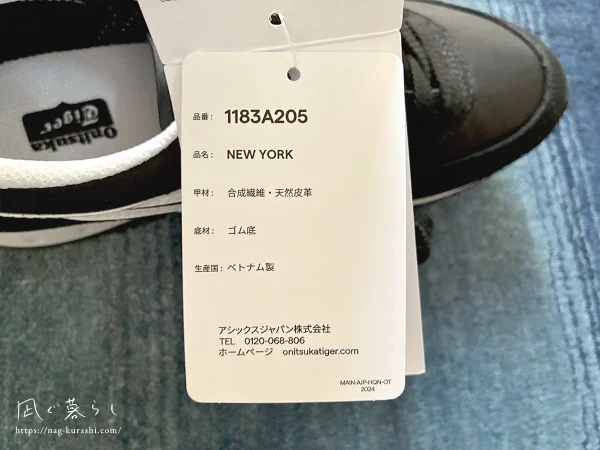 Onitsuka
Tiger
品番： 1183A205
品名： NEW YORK
甲材： 合成繊維・天然皮革
底材： ゴム底
生産国： ベトナム製
アシックスジャパン株式会社
TEL 0120-068-806
ホームページ onitsukatiger.com
MAIN-AJP-HQN-OT
2024
凪ぐ暮らし
https://nag-kurashi.com/